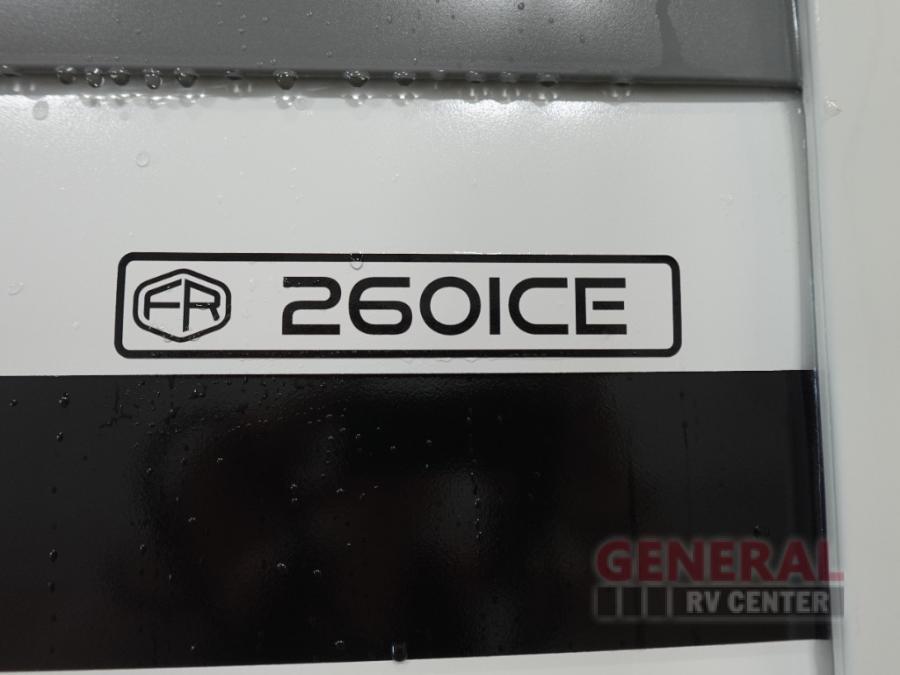 FR 260ICE
GENERAL
RV CENTER